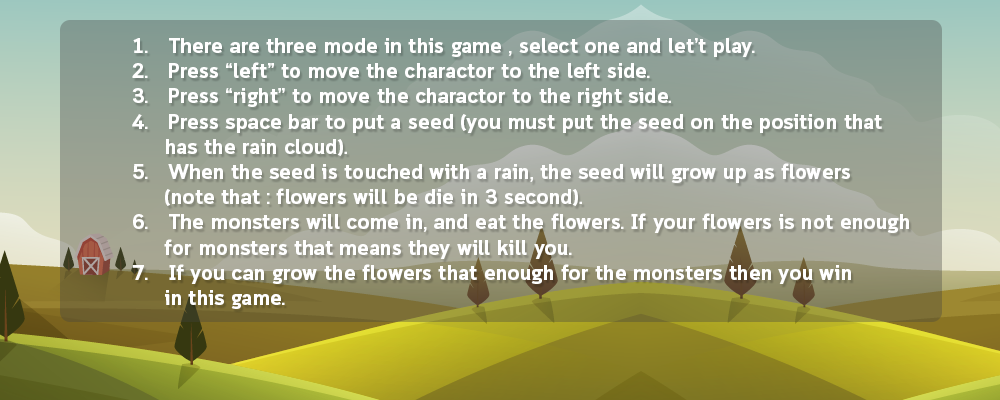 1. There are three mode in this game , select one and let't play.
2. Press “left” to move the charactor to the left side.
3. Press “right” to move the charactor to the right side.
4. Press space bar to put a seed (you must put the seed on the position that
has the rain cloud).
5. When the seed is touched with a rain, the seed will grow up as flowers
(note that : flowers will be die in 3 second).
6. The monsters will come in, and eat the flowers. If your flowers is not enough
for monsters that means they will kill you.
7. If you can grow the flowers that enough for the monsters then you win
in this game.